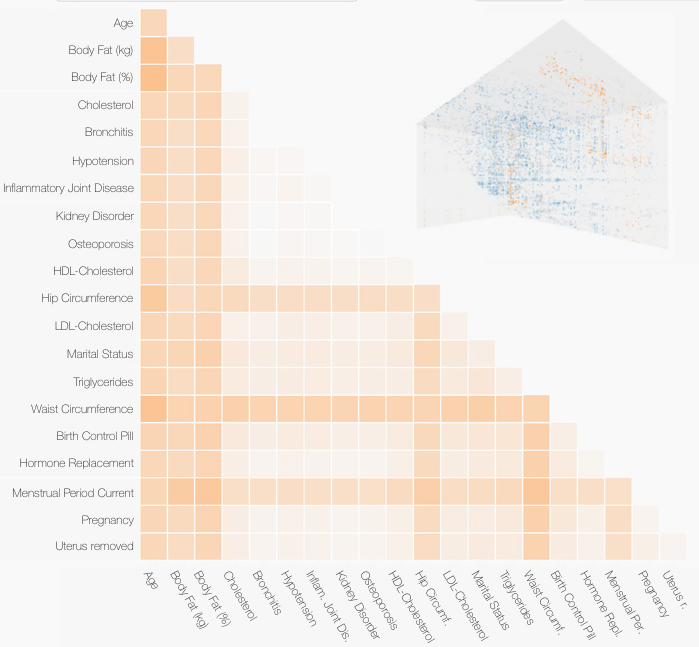 Age
Body Fat (kg)
Body Fat (%)
Cholesterol
Bronchitis
Hypotension
Inflammatory Joint Disease
Kidney Disorder
Osteoporosis
HDL-Cholesterol
Hip Circumference
LDL-Cholesterol
Marital Status
Triglycerides
Waist Circumference
Birth Control Pill
Hormone Replacement
Menstrual Period Current
Pregnancy
Uterus removed
Age
Body Fat (kg)
Body Fat (%)
Cholesterol
Bronchitis
Hypotension
Inflam. Joint Dis.
Kidney Disorder
Osteoporosis
HDL-Cholesterol
Hip Circumf.
LDL-Cholesterol
Marital Status
Triglycerides
Waist Circumf.
Birth Control Pill
Hormone Repl.
Menstrual Per.
Pregnancy
Uterus r.